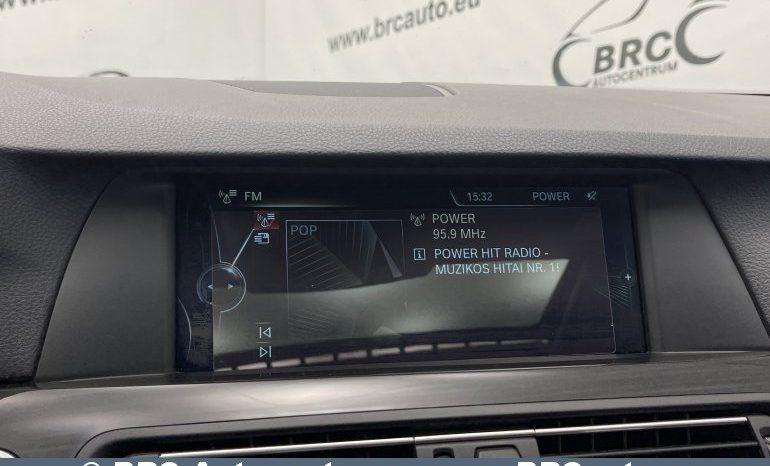 www.brcauto.eu
BRC
AUTOCENTRUM
FM
15:32 POWER
POP
POWER
95.9 MHz
i POWER HIT RADIO -
MUZIKOS HITAI NR. 1!
+